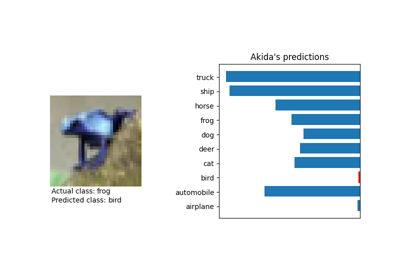 Akida's predictions
truck
ship
horse
frog
dog
deer
cat
bird
automobile
airplane
Actual class: frog
Predicted class: bird